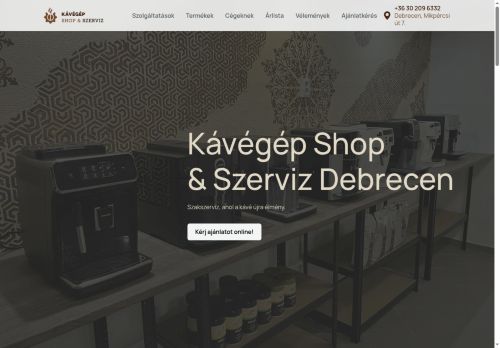 KÁVÉGÉP
SHOP & SZERVIZ
Szolgáltatások Termékek Cégeknek Árlista Vélemények Ajánlatkérés
+36 30 209 6332
Debrecen, Mikpércsi
út 7.
Kávégép Shop
& Szerviz Debrecen
Szakszerviz, ahol a kávé újra élmény.
Kérj ajánlatot online!